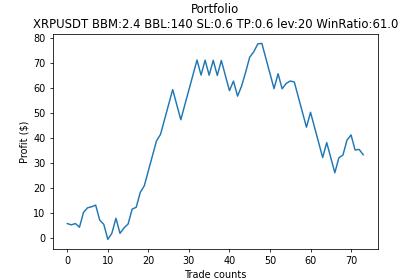 Portfolio
XRPUSDT BBM:2.4 BBL:140 SL:0.6 TP:0.6 lev:20 WinRatio:61.0
80
70
60
50
40
30
20
10
0
Profit ($)
0 10 20 30 40 50 60 70
Trade counts